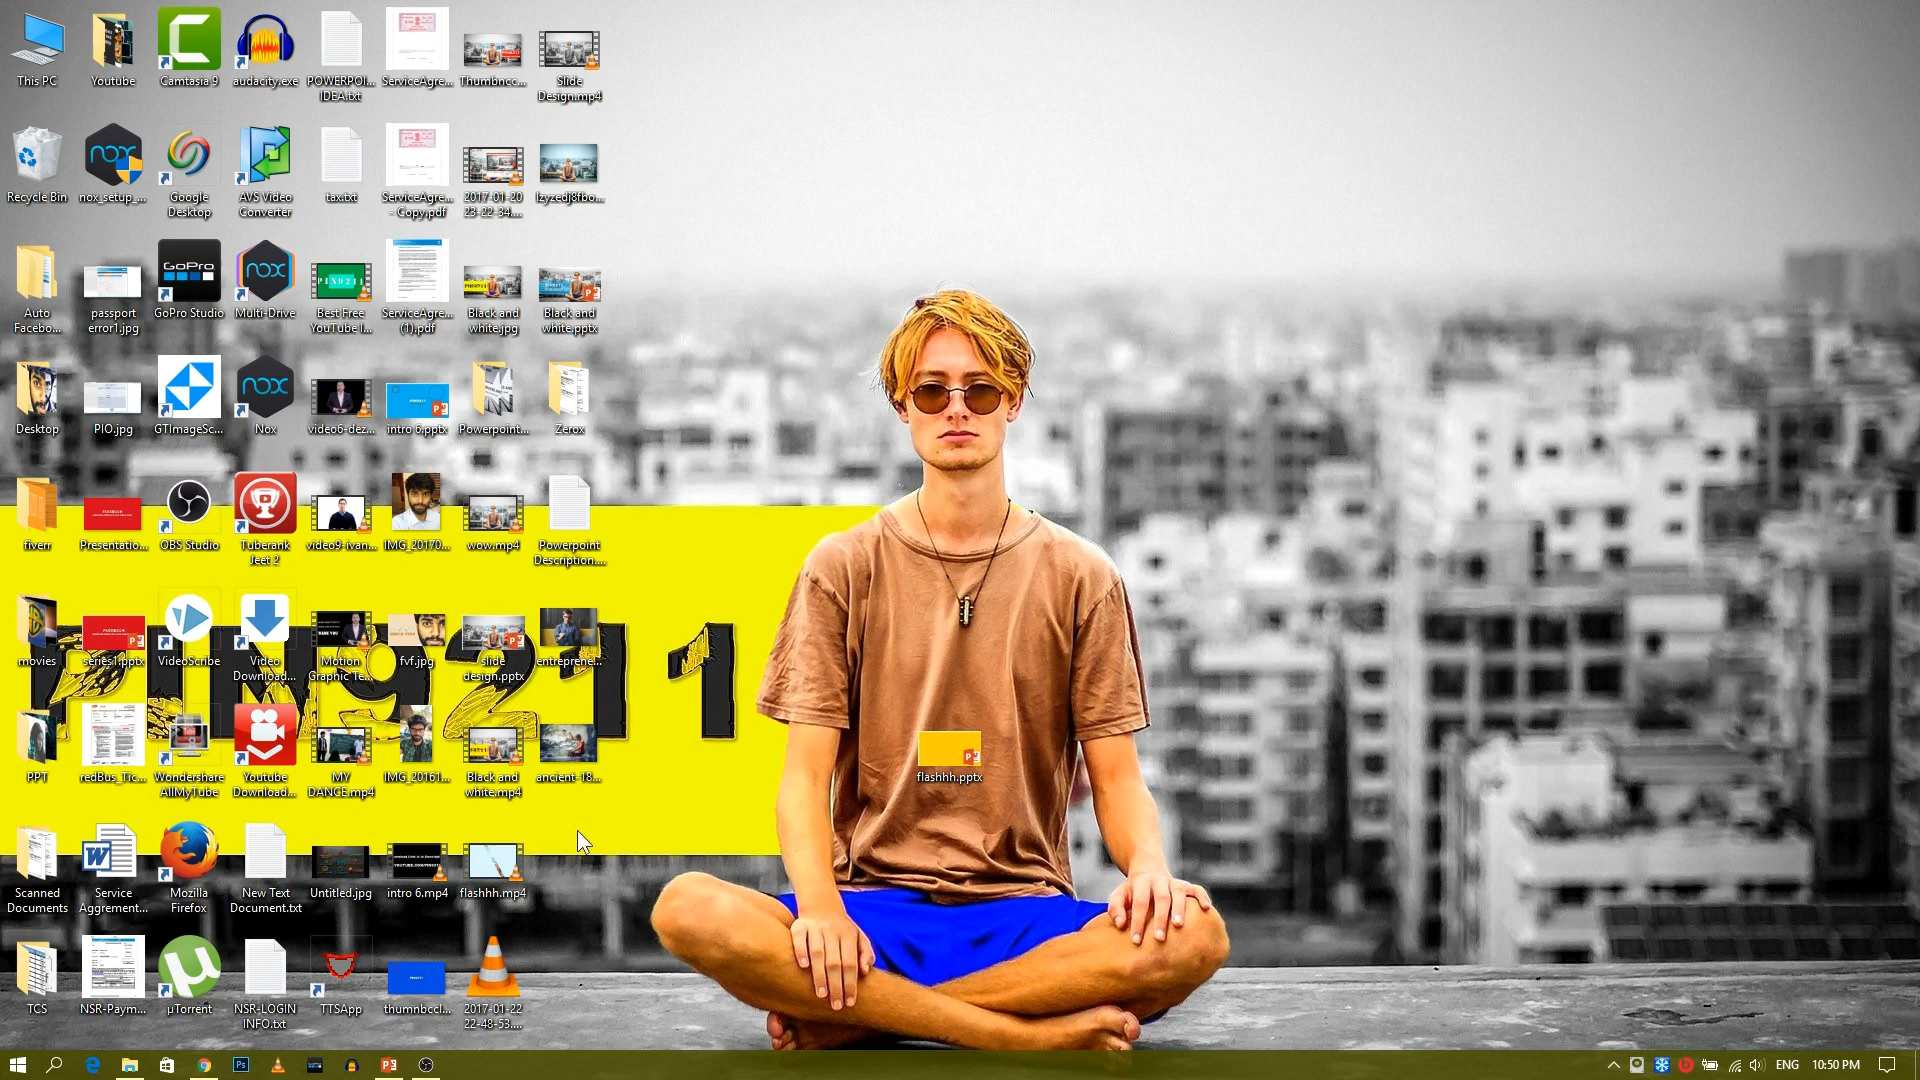 This PC
Youtube
Camtasia 9
audacity.exe
POWERPOI...
IDEA.txt
ServiceAgre...
Thumbncc...
Slide
Design.mp4
Recycle Bin
nox_setup_...
Google
Desktop
AVS Video
Converter
tax.txt
ServiceAgre...
- Copy.pdf
2017-01-20
23-22-34....
lzyzedj8fbo...
Auto
Facebo...
passport
error1.jpg
GoPro
GoPro Studio
nox
Multi-Drive
PIN9211
Best Free
YouTube I...
ServiceAgre...
(1).pdf
Black and
white.jpg
Black and
white.pptx
Desktop
PIO.jpg
GTImageSc...
nox
Nox
video6-dez...
intro 6.pptx
Powerpoint...
Zerox
fiverr
Presentatio...
OBS Studio
Tuberank
Jeet 2
video9-ivan...
IMG_20170...
wow.mp4
Powerpoint
Description....
movies
series1.pptx
VideoScribe
Video
Download...
Motion
Graphic Te...
fvf.jpg
slide
design.pptx
entreprene...
PIN9211
PPT
redBus_Tic...
Wondershare
AllMyTube
Youtube
Download...
MY
DANCE.mp4
IMG_20161...
Black and
white.mp4
ancient-18...
flashhh.pptx
Scanned
Documents
Service
Aggrement...
Mozilla
Firefox
New Text
Document.txt
Untitled.jpg
intro 6.mp4
flashhh.mp4
TCS
NSR-Paym...
µTorrent
NSR-LOGIN
INFO.txt
TTSApp
thumnbccl...
2017-01-22
22-48-53....
ENG
10:50 PM